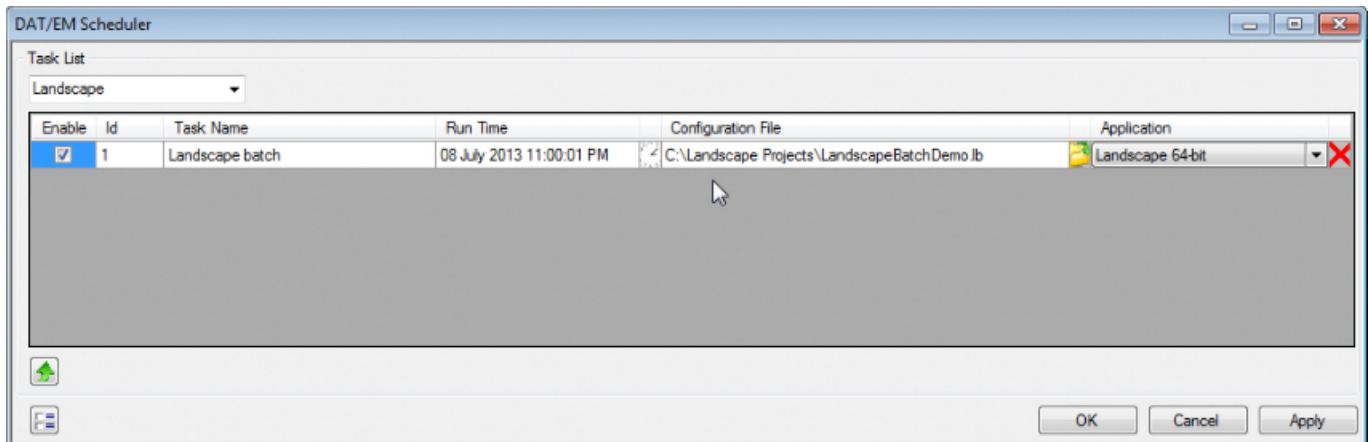 DAT/EM Scheduler
Task List
Landscape
Enable Id Task Name Run Time Configuration File Application
1 Landscape batch 08 July 2013 11:00:01 PM C:\Landscape Projects\LandscapeBatchDemo.lb Landscape 64-bit
OK Cancel Apply